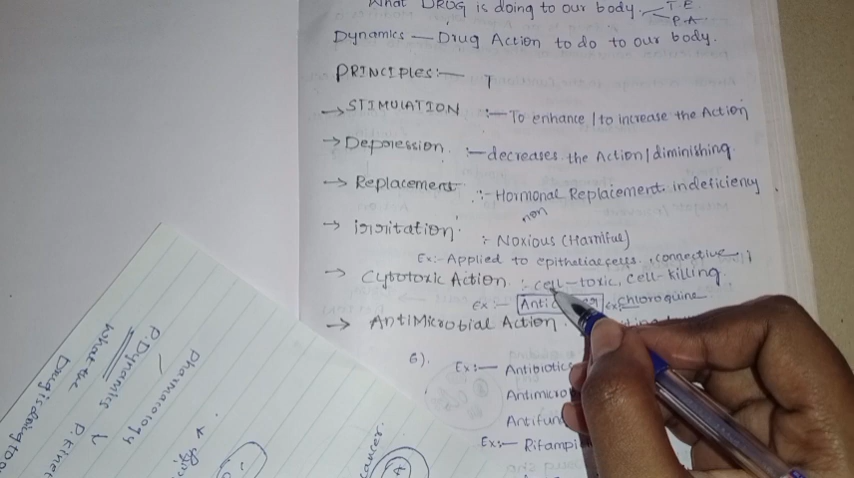 What DRUG is doing to our body. T.E.
P.A
Dynamics — Drug Action to do to our body.
PRINCIPles:—
→ STIMULATION :— To enhance / to increase the Action
→ Depression :— decreases the Action / diminishing.
→ Replacement :- Hormonal Replacement. in deficiency
non
→ irritation :- Noxious (Harmful)
Ex:- Applied to epithelial cells, connective
→ Cytotoxic Action :- cell-toxic, cell-killing.
Ex:— Chloroquine
→ AntiMicrobial Action
6). Ex:— Antibiotics
Ex:— Rifampi
Pharmacology
P. Dynamics
What the
Drug is doing to
cancer.